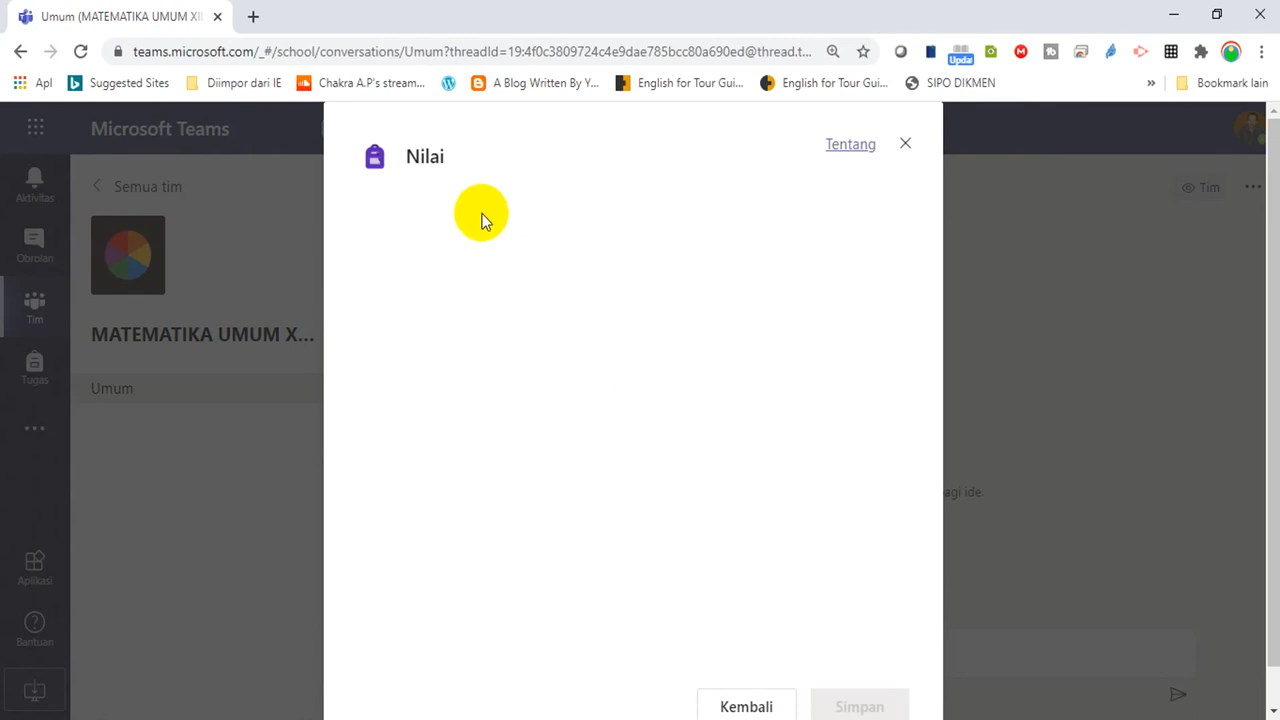 Umum (MATEMATIKA UMUM XII
teams.microsoft.com/_#/school/conversations/Umum?threadId=19:4f0c3809724c4e9dae785bcc80a690ed@thread.t...
Upda
Apl
Suggested Sites
Diimpor dari IE
Chakra A.P's stream...
A Blog Written By Y...
English for Tour Gui...
English for Tour Gui...
SIPO DIKMEN
»
Bookmark lain
Microsoft Teams
Nilai
Tentang
Aktivitas
Semua tim
Tim
Obrolan
Tim
MATEMATIKA UMUM X...
Tugas
Umum
agi ide.
Aplikasi
Bantuan
Kembali
Simpan